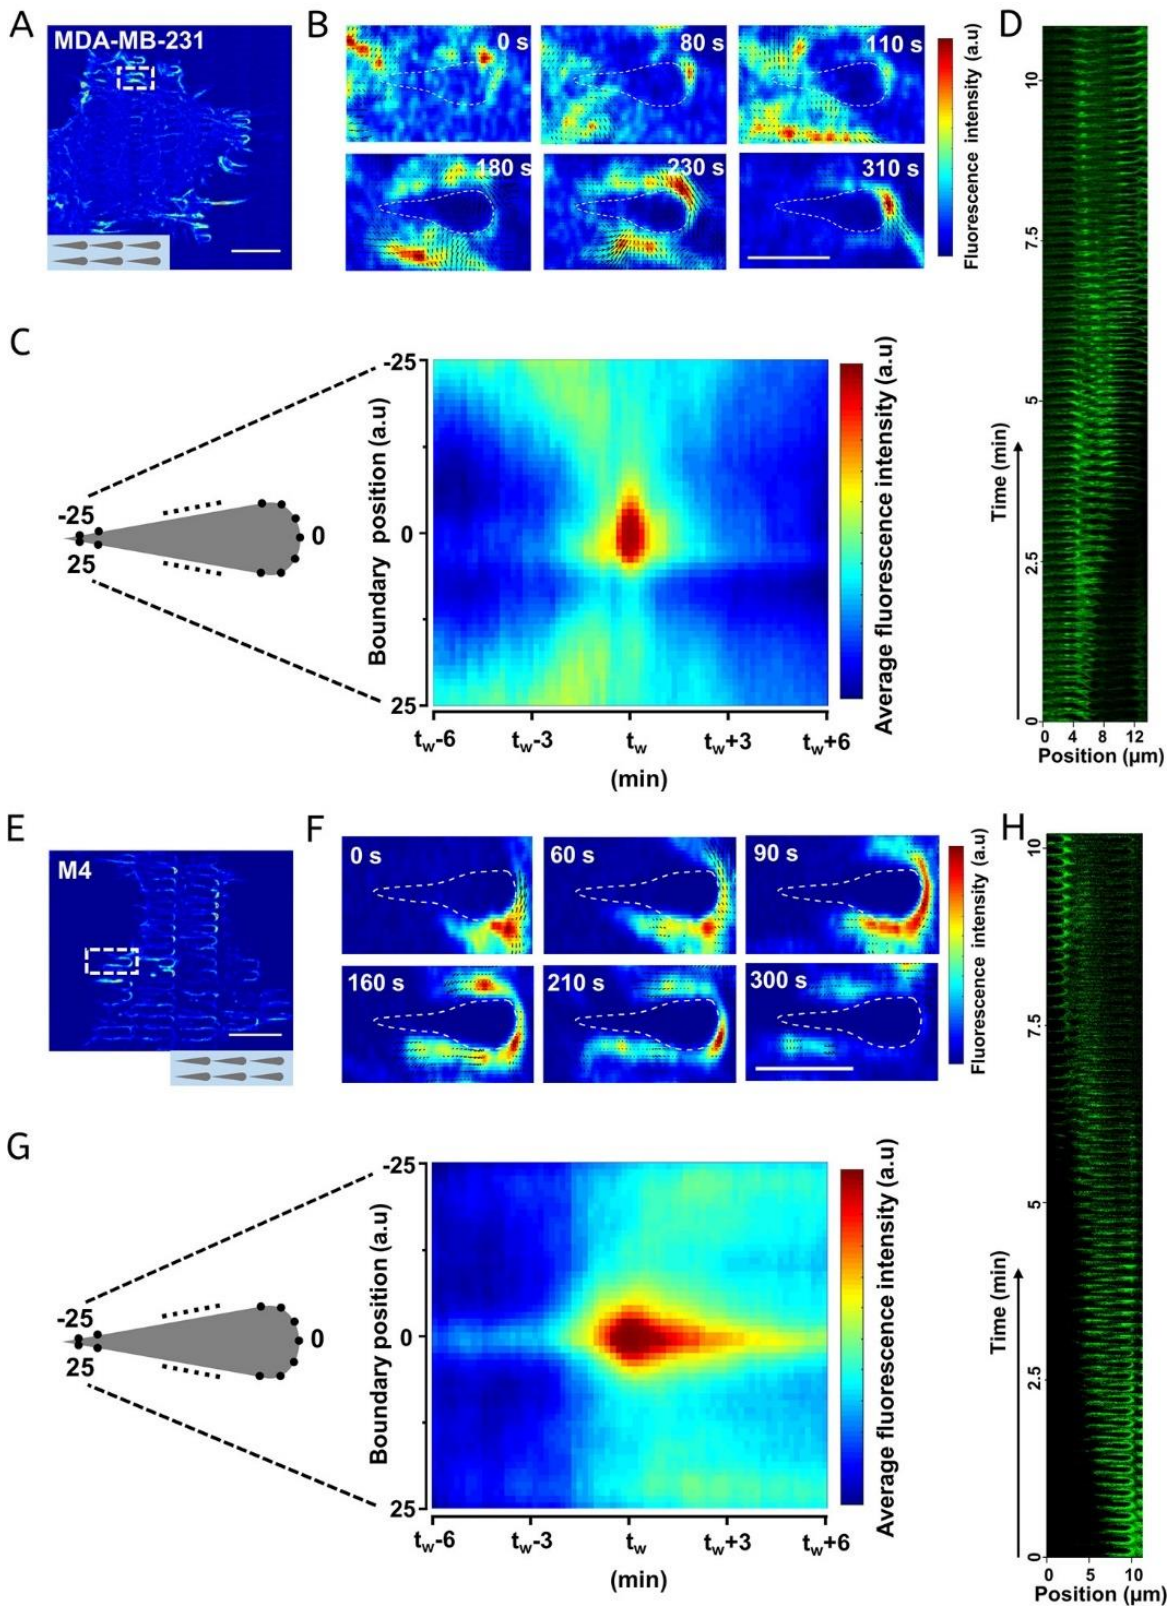 A
MDA-MB-231
B
0 s
80 s
110 s
180 s
230 s
310 s
Fluorescence intensity (a.u)
C
-25
25
0
-25
0
25
Boundary position (a.u)
Average fluorescence intensity (a.u)
tw-6
tw-3
tw
tw+3
tw+6
(min)
D
10
7.5
5
2.5
0
Time (min)
0
4
8
12
Position (µm)
E
M4
F
0 s
60 s
90 s
160 s
210 s
300 s
Fluorescence intensity (a.u)
G
-25
25
0
-25
0
25
Boundary position (a.u)
Average fluorescence intensity (a.u)
tw-6
tw-3
tw
tw+3
tw+6
(min)
H
10
7.5
5
2.5
0
Time (min)
0
5
10
Position (µm)